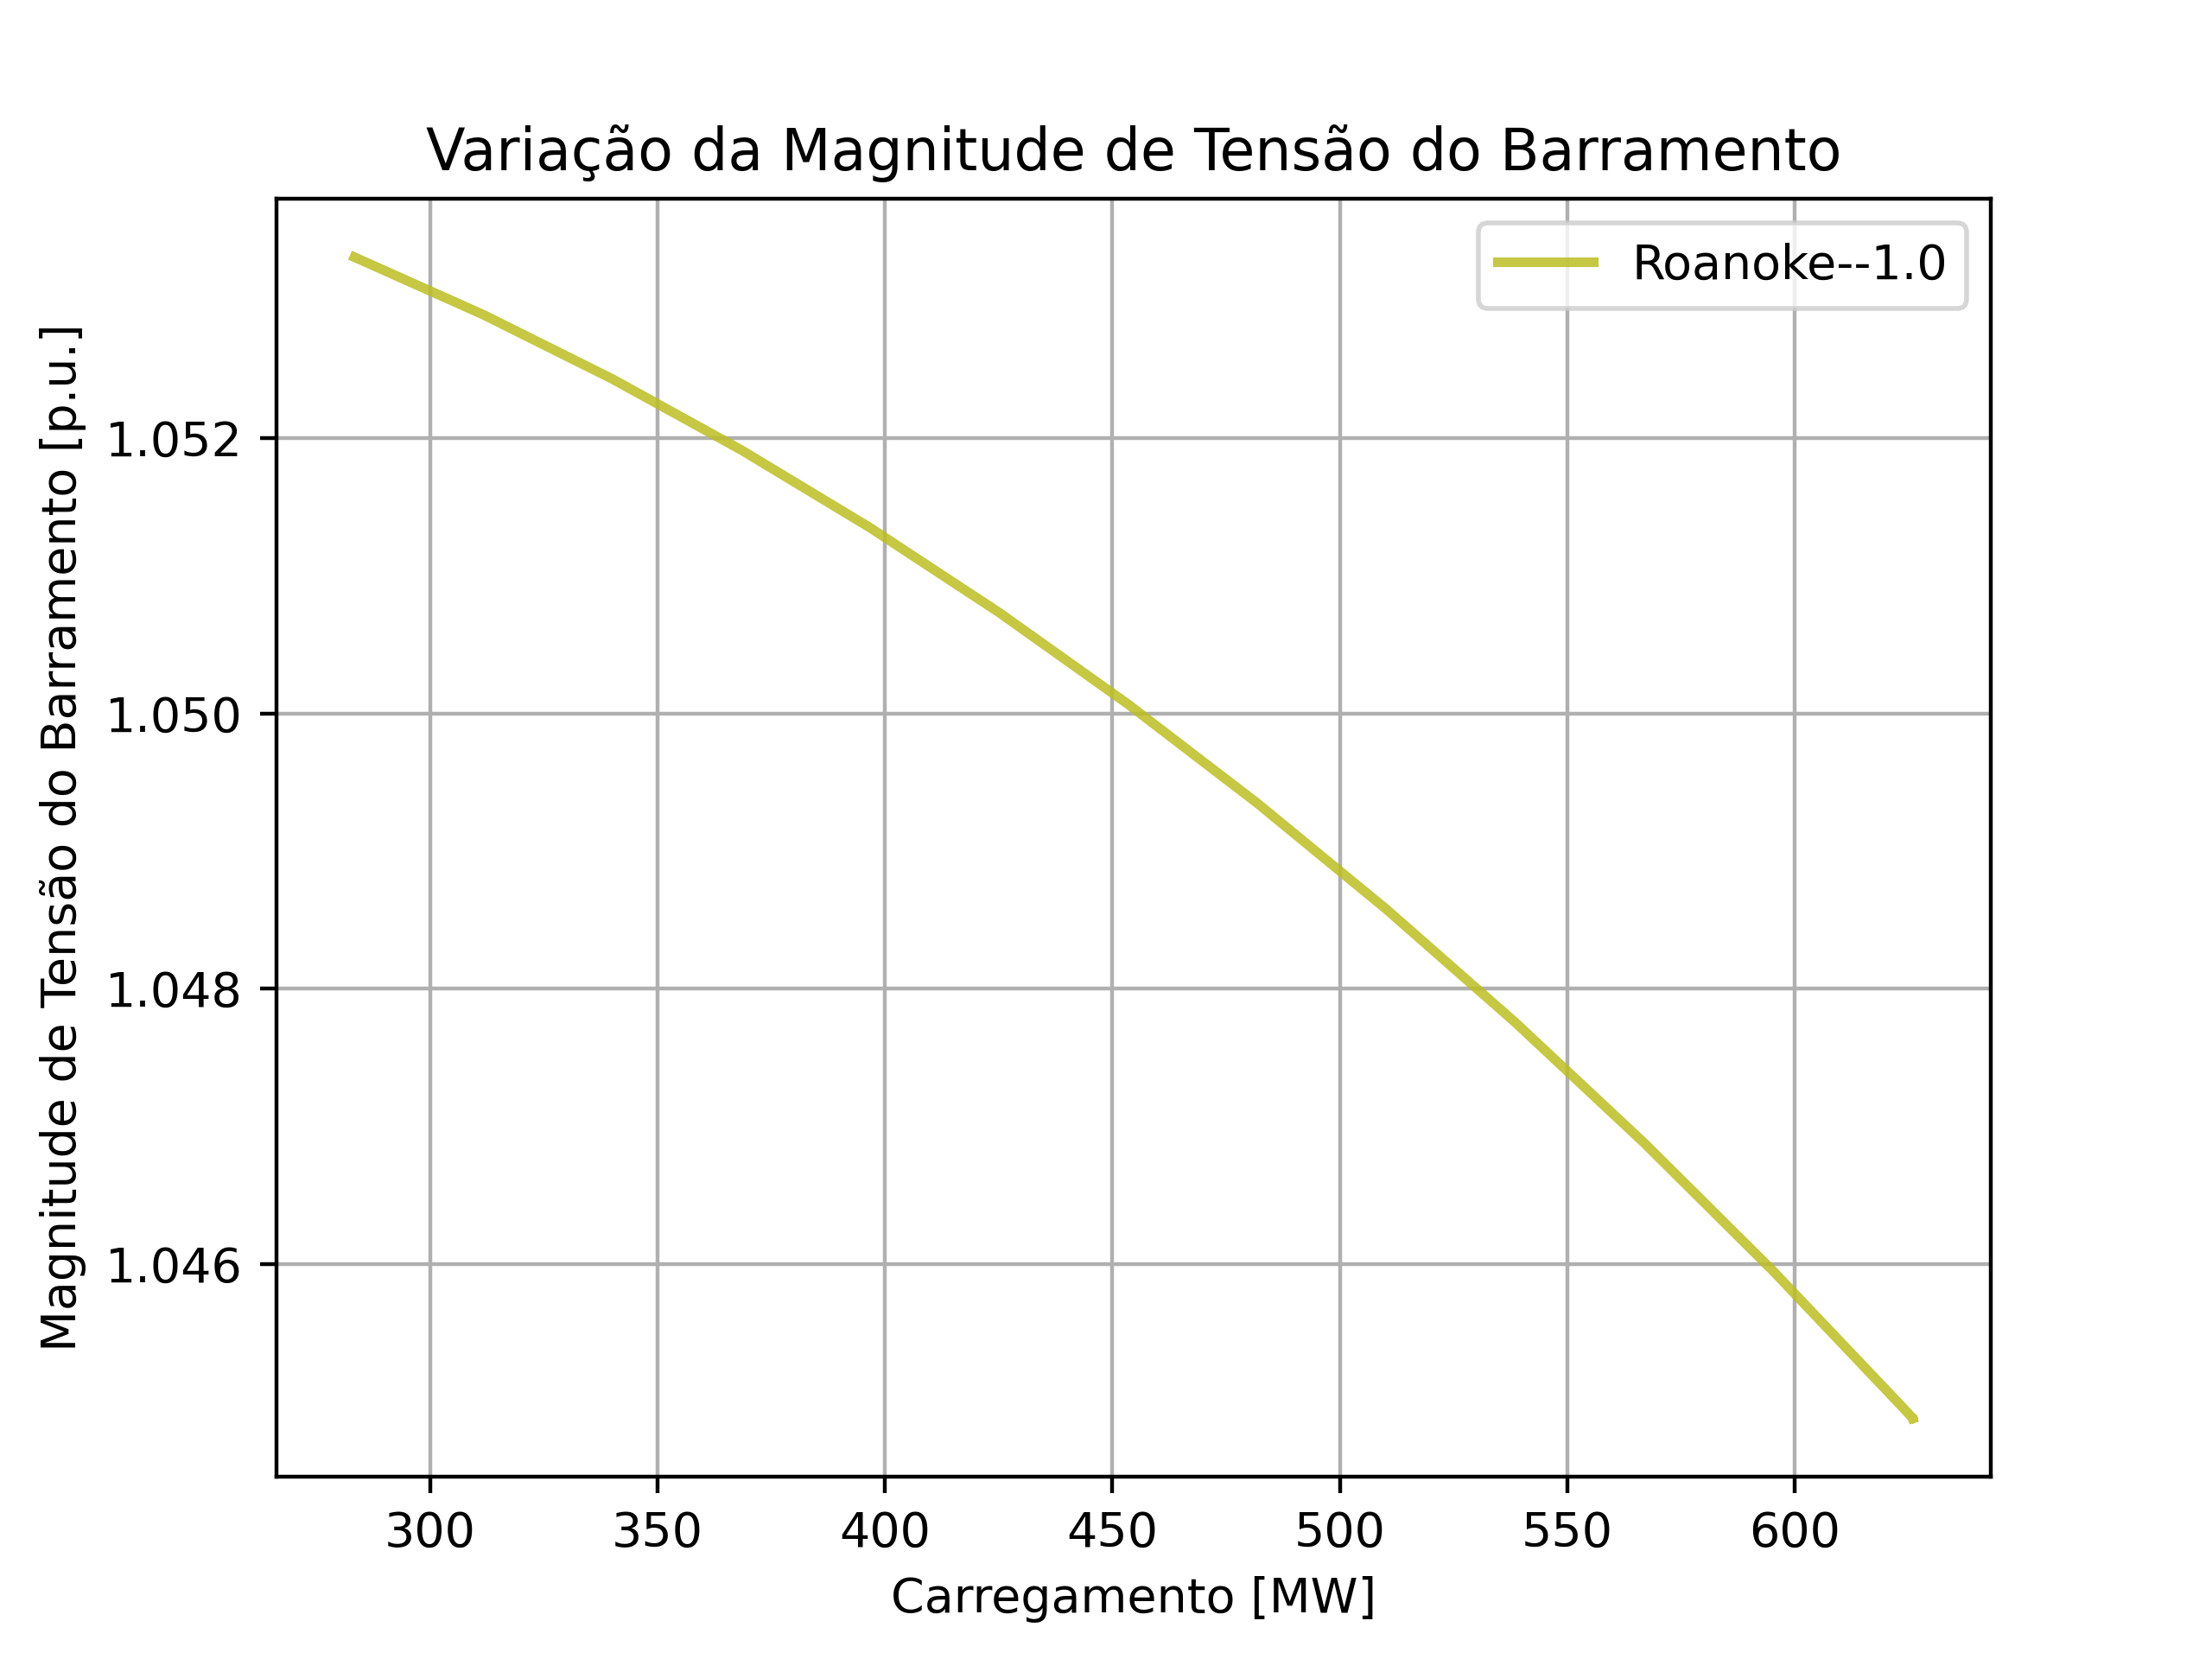 Variação da Magnitude de Tensão do Barramento
Roanoke--1.0
Magnitude de Tensão do Barramento [p.u.]
1.052
1.050
1.048
1.046
300 350 400 450 500 550 600
Carregamento [MW]